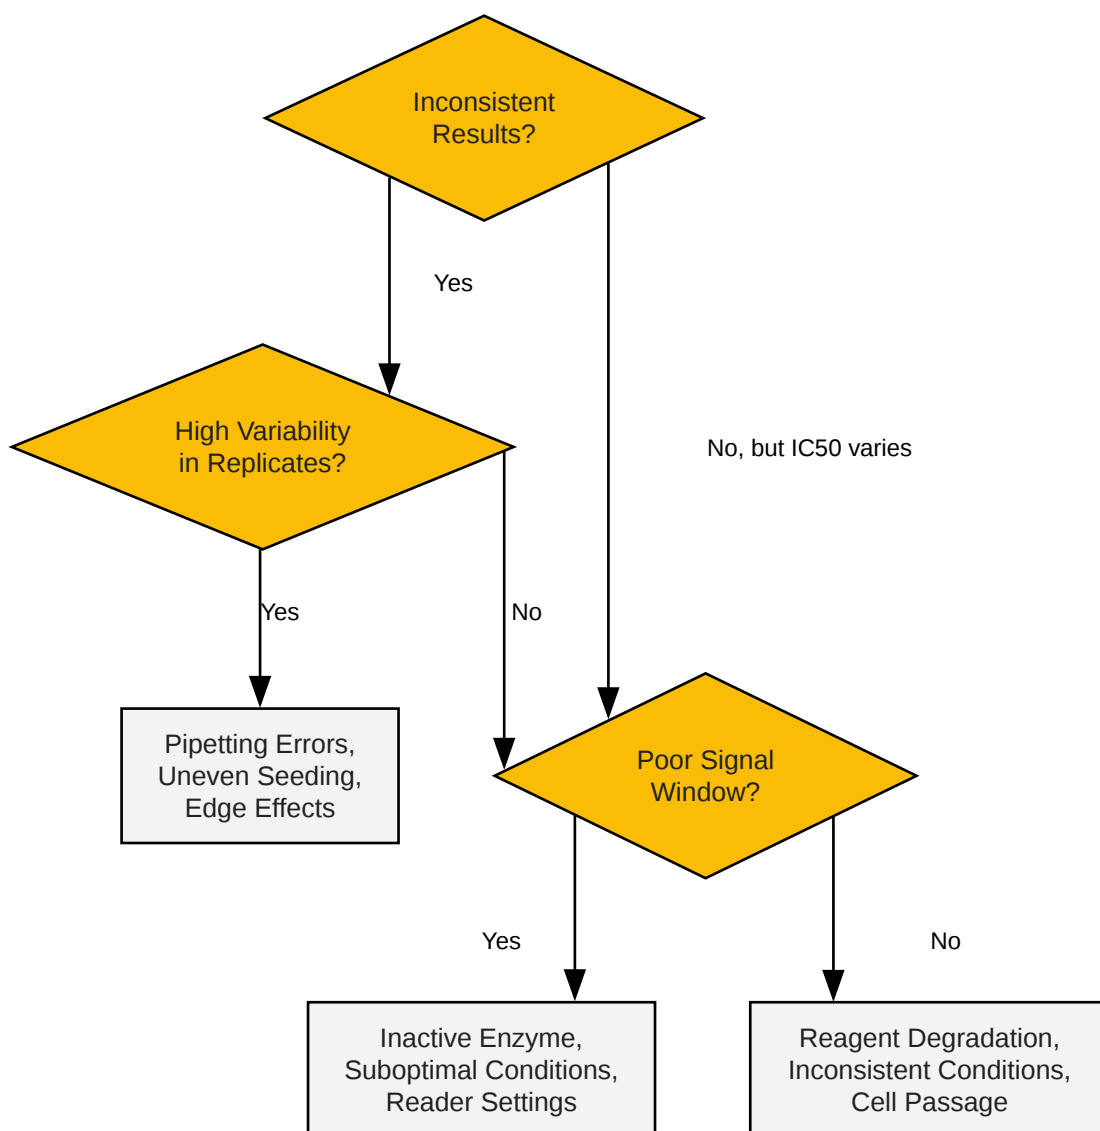 Inconsistent
Results?
Yes
High Variability
in Replicates?
No, but IC50 varies
Yes
No
Pipetting Errors,
Uneven Seeding,
Edge Effects
Poor Signal
Window?
Yes
No
Inactive Enzyme,
Suboptimal Conditions,
Reader Settings
Reagent Degradation,
Inconsistent Conditions,
Cell Passage